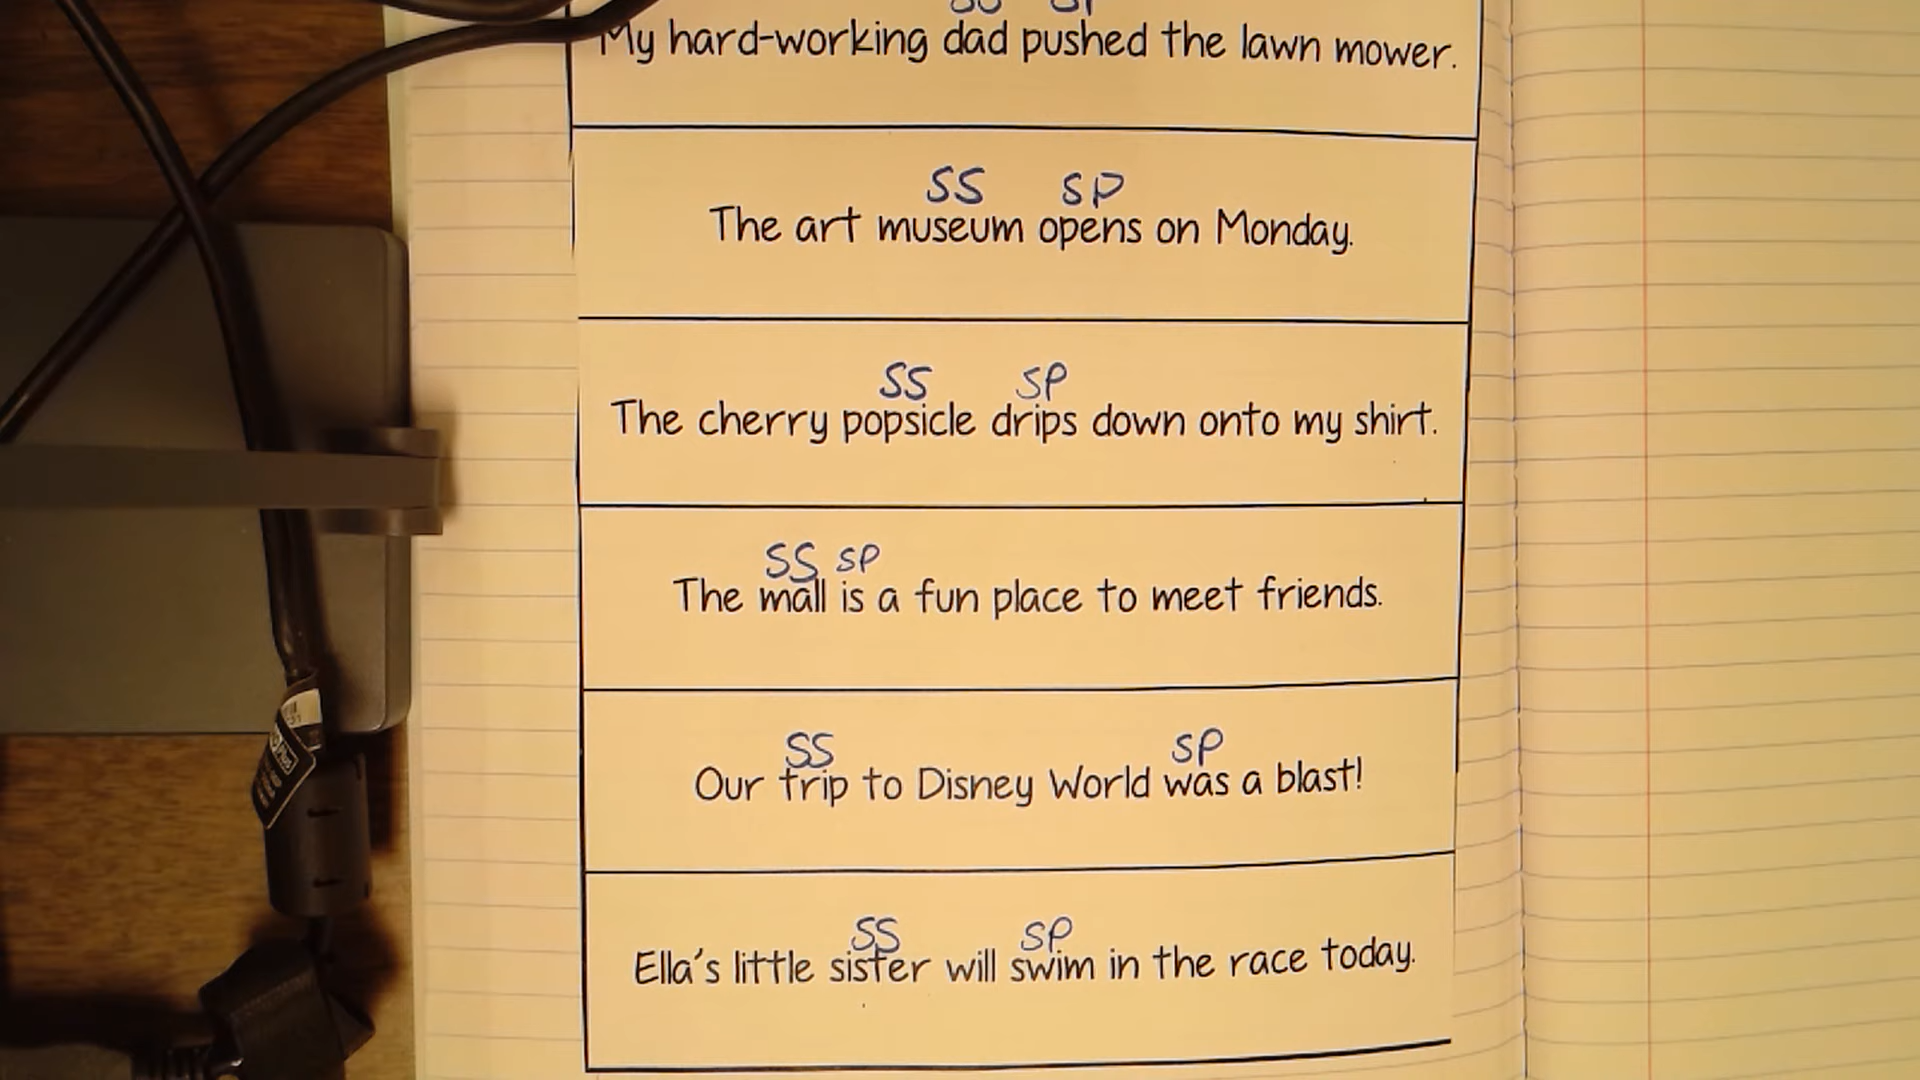 SS SP
My hard-working dad pushed the lawn mower.
SS SP
The art museum opens on Monday.
SS SP
The cherry popsicle drips down onto my shirt.
SS SP
The mall is a fun place to meet friends.
SS SP
Our trip to Disney World was a blast!
SS SP
Ella's little sister will swim in the race today.